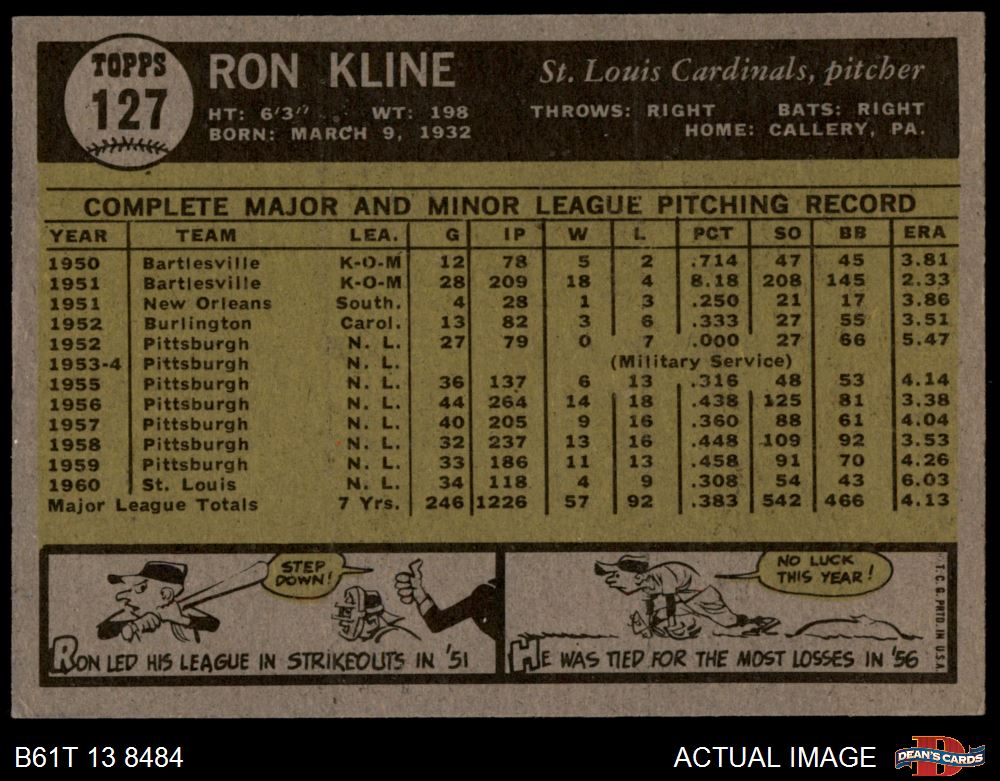 TOPPS
127
RON KLINE
St. Louis Cardinals, pitcher
HT: 6'3" WT: 198
THROWS: RIGHT BATS: RIGHT
BORN: MARCH 9, 1932
HOME: CALLERY, PA.
COMPLETE MAJOR AND MINOR LEAGUE PITCHING RECORD
YEAR TEAM LEA. G IP W L PCT SO BB ERA
1950 Bartlesville K-O-M 12 78 5 2 .714 47 45 3.81
1951 Bartlesville K-O-M 28 209 18 4 8.18 208 145 2.33
1951 New Orleans South. 4 28 1 3 .250 21 17 3.86
1952 Burlington Carol. 13 82 3 6 .333 27 55 3.51
1952 Pittsburgh N. L. 27 79 0 7 .000 27 66 5.47
1953-4 Pittsburgh N. L. (Military Service)
1955 Pittsburgh N. L. 36 137 6 13 .316 48 53 4.14
1956 Pittsburgh N. L. 44 264 14 18 .438 125 81 3.38
1957 Pittsburgh N. L. 40 205 9 16 .360 88 61 4.04
1958 Pittsburgh N. L. 32 237 13 16 .448 109 92 3.53
1959 Pittsburgh N. L. 33 186 11 13 .458 91 70 4.26
1960 St. Louis N. L. 34 118 4 9 .308 54 43 6.03
Major League Totals 7 Yrs. 246 1226 57 92 .383 542 466 4.13
STEP
DOWN!
RON LED HIS LEAGUE IN STRIKEOUTS IN '51
NO LUCK
THIS YEAR!
HE WAS TIED FOR THE MOST LOSSES IN '56
T. C. G. PRTD. IN U.S.A.
B61T 13 8484
ACTUAL IMAGE
D
DEAN'S CARDS